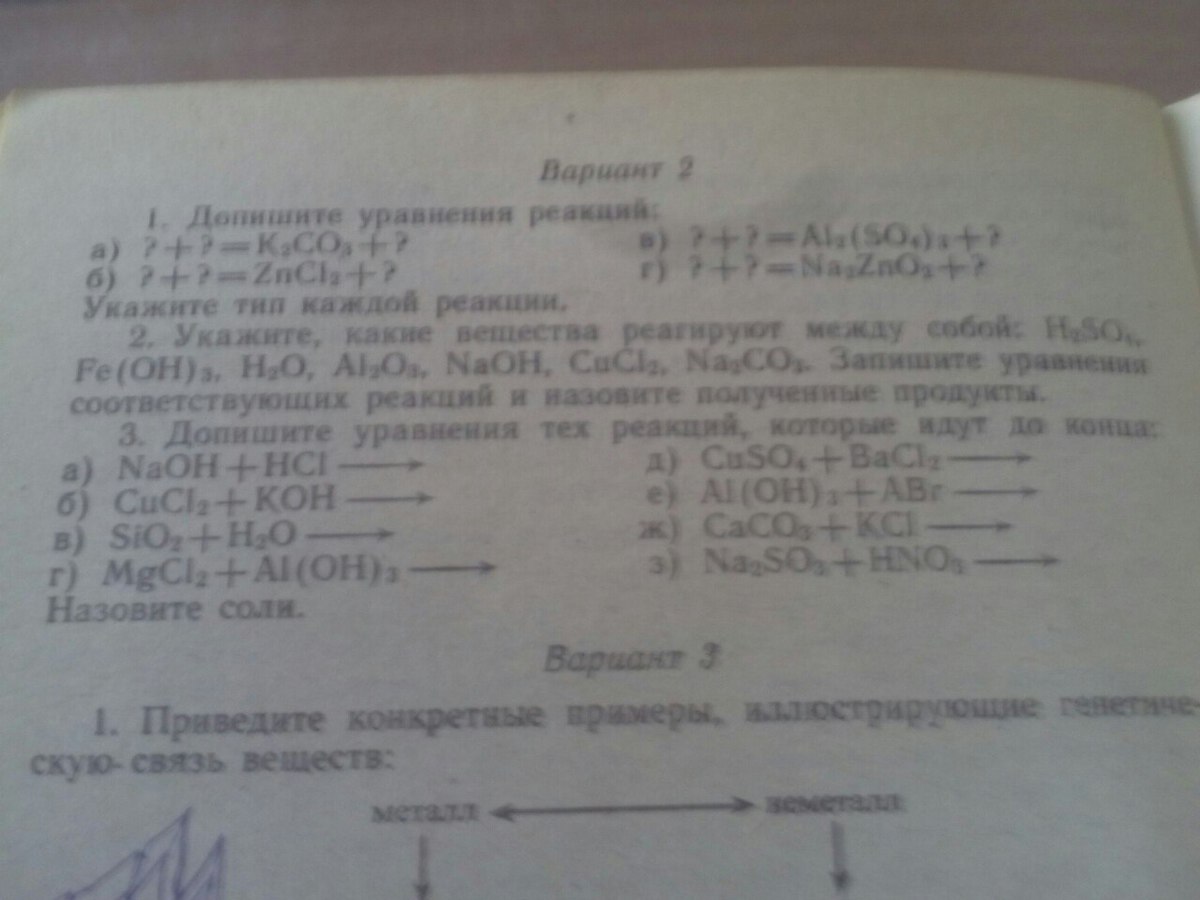 Вариант 2
1. Допишите уравнения реакций:
а) ?+?=K₂CO₃+? в) ?+?=Al₂(SO₄)₃+?
б) ?+?=ZnCl₂+? г) ?+?=Na₂ZnO₂+?
Укажите тип каждой реакции.
2. Укажите, какие вещества реагируют между собой: H₂SO₄,
Fe(OH)₃, H₂O, Al₂O₃, NaOH, CuCl₂, Na₂CO₃. Запишите уравнения
соответствующих реакций и назовите полученные продукты.
3. Допишите уравнения тех реакций, которые идут до конца:
а) NaOH+HCl → д) CuSO₄+BaCl₂ →
б) CuCl₂+KOH → е) Al(OH)₃+ABr →
в) SiO₂+H₂O → ж) CaCO₃+KCl →
г) MgCl₂+Al(OH)₃ → з) Na₂SO₃+HNO₃ →
Назовите соли.
Вариант 3
1. Приведите конкретные примеры, иллюстрирующие генетиче-
скую связь веществ:
металл ↔ неметалл